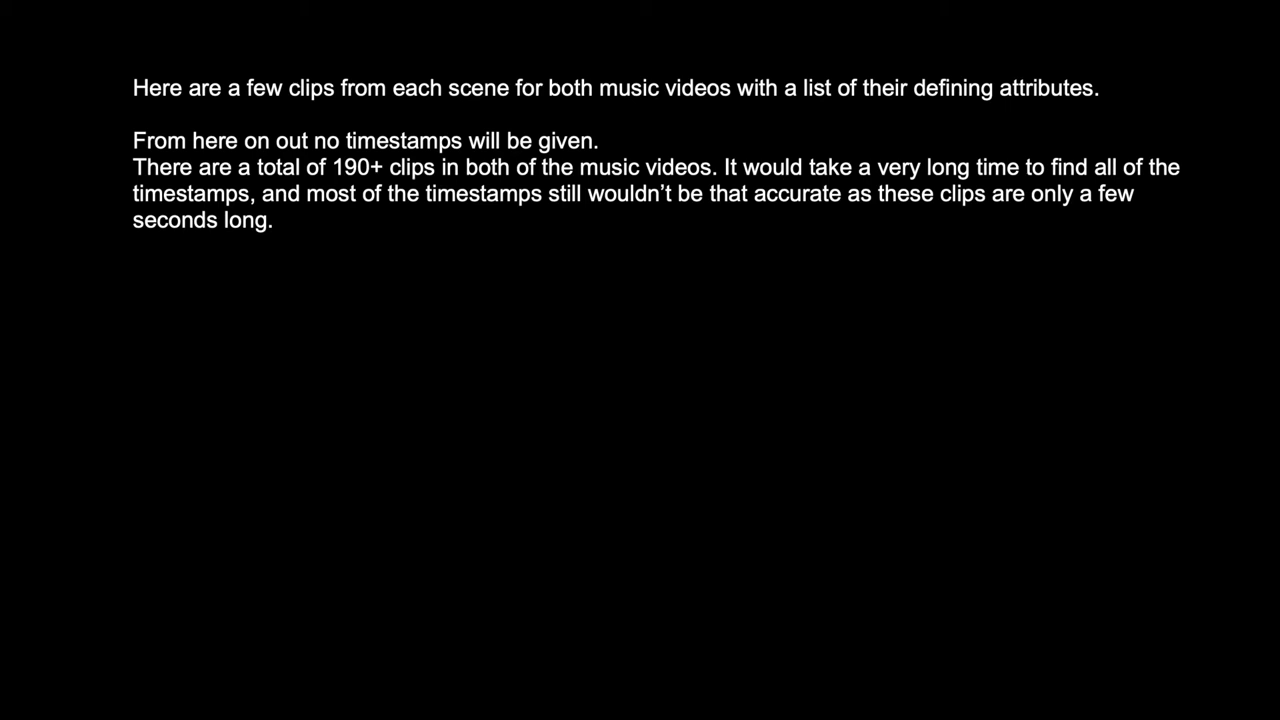 Here are a few clips from each scene for both music videos with a list of their defining attributes.
From here on out no timestamps will be given.
There are a total of 190+ clips in both of the music videos. It would take a very long time to find all of the
timestamps, and most of the timestamps still wouldn’t be that accurate as these clips are only a few
seconds long.